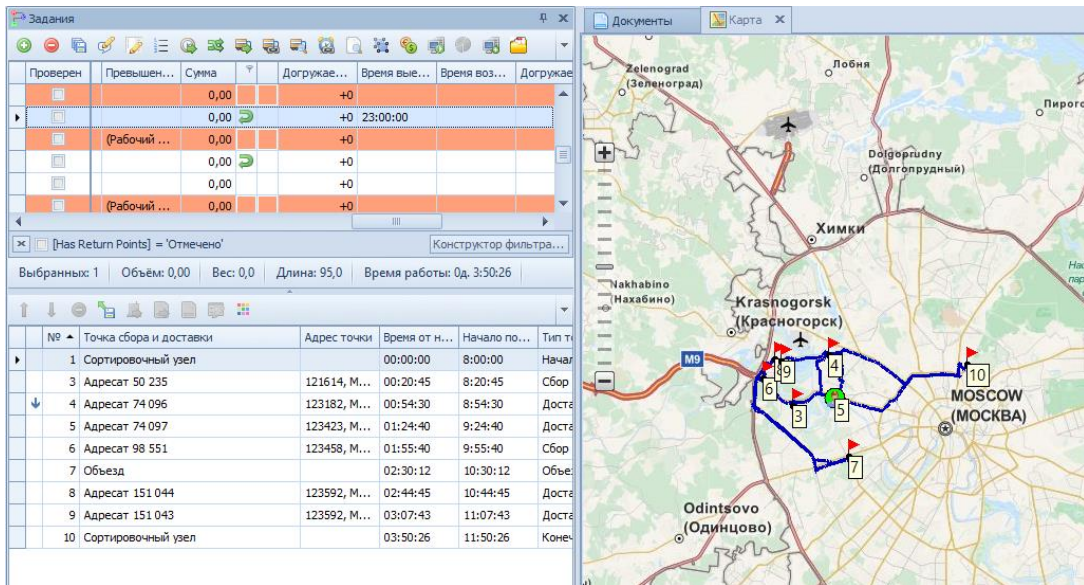 Задания
Документы
Карта
Проверен Превышен... Сумма Догружае... Время вые... Время воз... Догружае
0,00 +0
0,00 +0 23:00:00
(Рабочий ... 0,00 +0
0,00 +0
0,00 +0
(Рабочий ... 0,00 +0
[Has Return Points] = 'Отмечено' Конструктор фильтра...
Выбранных: 1 Объём: 0,00 Вес: 0,0 Длина: 95,0 Время работы: 0д. 3:50:26
№ Точка сбора и доставки Адрес точки Время от н... Начало по... Тип т
1 Сортировочный узел 00:00:00 8:00:00 Начал
3 Адресат 50 235 121614, М... 00:20:45 8:20:45 Сбор
4 Адресат 74 096 123182, М... 00:54:30 8:54:30 Доста
5 Адресат 74 097 123423, М... 01:24:40 9:24:40 Доста
6 Адресат 98 551 123458, М... 01:55:40 9:55:40 Сбор
7 Объезд 02:30:12 10:30:12 Объез
8 Адресат 151 044 123592, М... 02:44:45 10:44:45 Доста
9 Адресат 151 043 123592, М... 03:07:43 11:07:43 Доста
10 Сортировочный узел 03:50:26 11:50:26 Конеч
Zelenograd
(Зеленоград)
Лобня
Пирого
Dolgoprudny
(Долгопрудный)
Химки
Nakhabino
(Нахабино)
Krasnogorsk
(Красногорск)
M9
4
8
9
10
6
3
5
7
MOSCOW
(МОСКВА)
Odintsovo
(Одинцово)